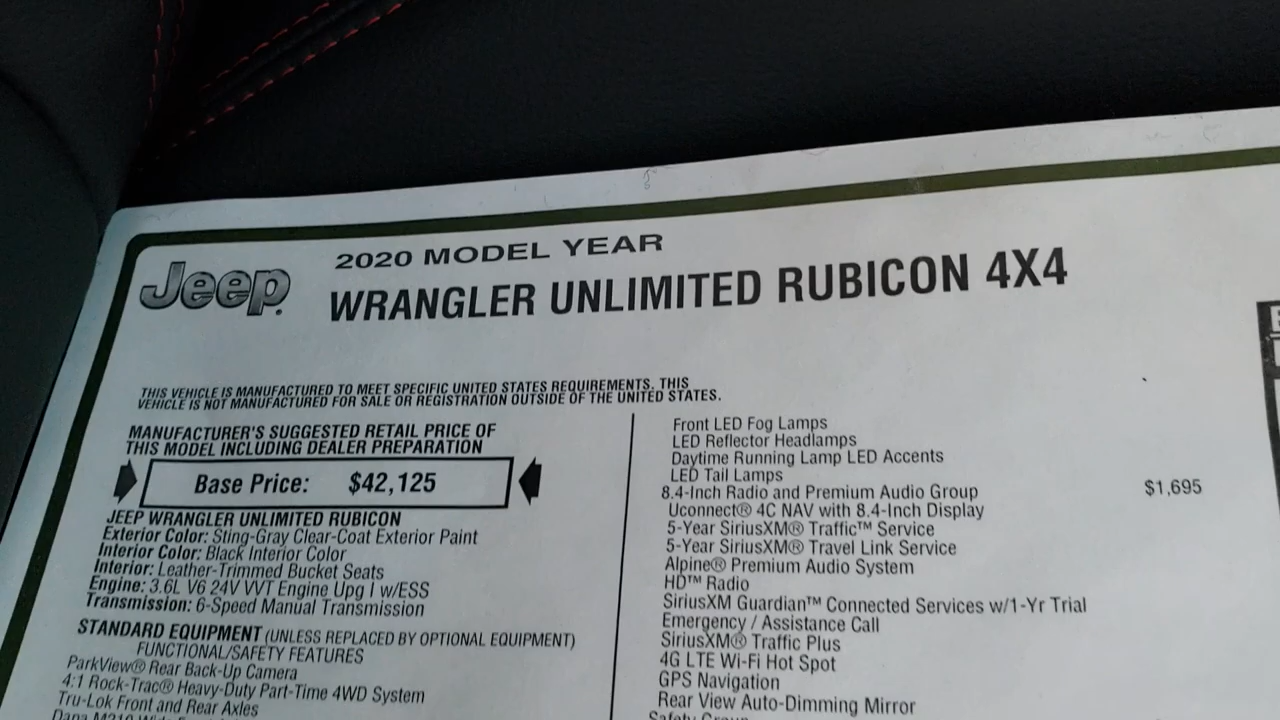 Jeep
2020 MODEL YEAR
WRANGLER UNLIMITED RUBICON 4X4
THIS VEHICLE IS MANUFACTURED TO MEET SPECIFIC UNITED STATES REQUIREMENTS. THIS
VEHICLE IS NOT MANUFACTURED FOR SALE OR REGISTRATION OUTSIDE OF THE UNITED STATES.
MANUFACTURER'S SUGGESTED RETAIL PRICE OF
THIS MODEL INCLUDING DEALER PREPARATION
Base Price: $42,125
JEEP WRANGLER UNLIMITED RUBICON
Exterior Color: Sting-Gray Clear-Coat Exterior Paint
Interior Color: Black Interior Color
Interior: Leather-Trimmed Bucket Seats
Engine: 3.6L V6 24V VVT Engine Upg I w/ESS
Transmission: 6-Speed Manual Transmission
STANDARD EQUIPMENT (UNLESS REPLACED BY OPTIONAL EQUIPMENT)
FUNCTIONAL/SAFETY FEATURES
ParkView® Rear Back-Up Camera
4:1 Rock-Trac® Heavy-Duty Part-Time 4WD System
Tru-Lok Front and Rear Axles
Dana M210 Wide
Front LED Fog Lamps
LED Reflector Headlamps
Daytime Running Lamp LED Accents
LED Tail Lamps
8.4-Inch Radio and Premium Audio Group $1,695
Uconnect® 4C NAV with 8.4-Inch Display
5-Year SiriusXM® Traffic™ Service
5-Year SiriusXM® Travel Link Service
Alpine® Premium Audio System
HD™ Radio
SiriusXM Guardian™ Connected Services w/1-Yr Trial
Emergency / Assistance Call
SiriusXM® Traffic Plus
4G LTE Wi-Fi Hot Spot
GPS Navigation
Rear View Auto-Dimming Mirror
Safety Group